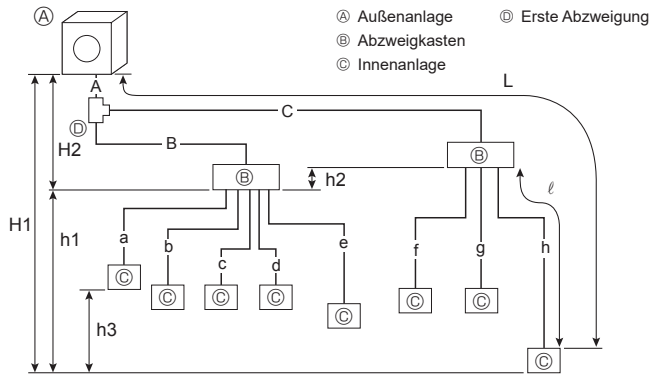 Ⓐ
Ⓐ Außenanlage
Ⓓ Erste Abzweigung
Ⓑ Abzweigkasten
Ⓒ Innenanlage
A
L
C
Ⓓ
H2
B
Ⓑ
Ⓑ
h2
ℓ
H1
h1
a
b
c
d
e
f
g
h
Ⓒ
Ⓒ
Ⓒ
Ⓒ
Ⓒ
Ⓒ
Ⓒ
h3
Ⓒ